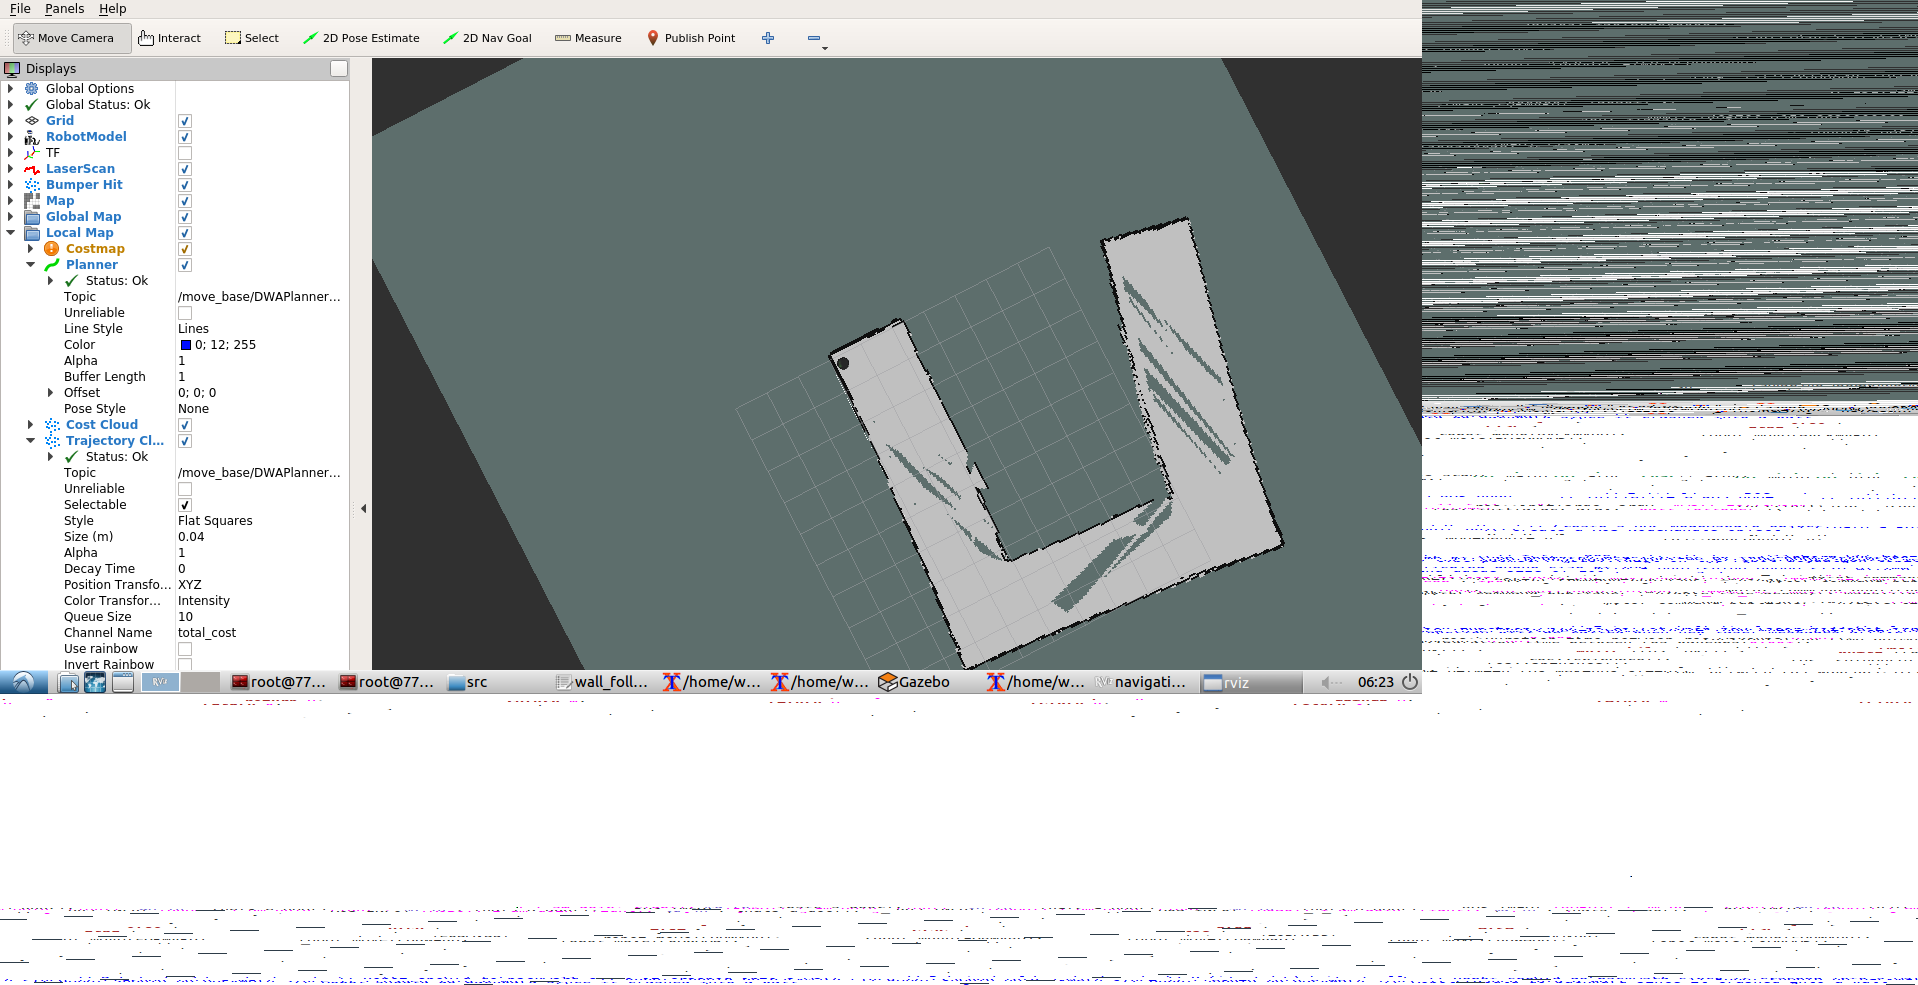 File Panels Help
Move Camera Interact Select 2D Pose Estimate 2D Nav Goal Measure Publish Point
Displays
Global Options
Global Status: Ok
Grid
RobotModel
TF
LaserScan
Bumper Hit
Map
Global Map
Local Map
Costmap
Planner
Status: Ok
Topic /move_base/DWAPlanner...
Unreliable
Line Style Lines
Color 0; 12; 255
Alpha 1
Buffer Length 1
Offset 0; 0; 0
Pose Style None
Cost Cloud
Trajectory Cl...
Status: Ok
Topic /move_base/DWAPlanner...
Unreliable
Selectable
Style Flat Squares
Size (m) 0.04
Alpha 1
Decay Time 0
Position Transfo... XYZ
Color Transfor... Intensity
Queue Size 10
Channel Name total_cost
Use rainbow
Invert Rainbow
RViz root@77... root@77... src wall_foll... /home/w... /home/w... Gazebo /home/w... RViz navigati... rviz 06:23